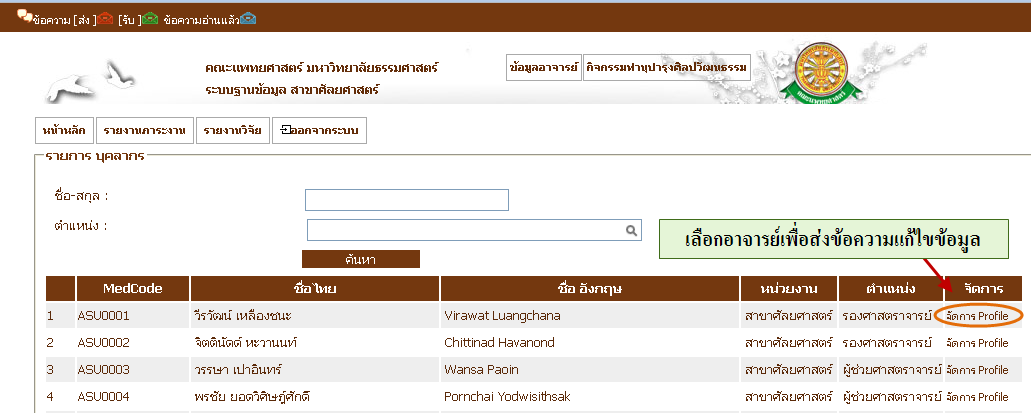 ข้อความ [ส่ง ] [รับ ] ข้อความอ่านแล้ว
คณะแพทยศาสตร์ มหาวิทยาลัยธรรมศาสตร์
ระบบฐานข้อมูล สาขาศัลยศาสตร์
ข้อมูลอาจารย์ กิจกรรมทำนุบำรุงศิลปวัฒนธรรม
หน้าหลัก รายงานภาระงาน รายงานวิจัย ออกจากระบบ
รายการ บุคลากร
ชื่อ-สกุล :
ตำแหน่ง :
ค้นหา
เลือกอาจารย์เพื่อส่งข้อความแก้ไขข้อมูล
MedCode ชื่อไทย ชื่อ อังกฤษ หน่วยงาน ตำแหน่ง จัดการ
1 ASU0001 วีรวัฒน์ เหลืองชนะ Virawat Luangchana สาขาศัลยศาสตร์ รองศาสตราจารย์ จัดการ Profile
2 ASU0002 จิตตินัดต์ หะวานนท์ Chittinad Havanond สาขาศัลยศาสตร์ รองศาสตราจารย์ จัดการ Profile
3 ASU0003 วรรษา เปาอินทร์ Wansa Paoin สาขาศัลยศาสตร์ ผู้ช่วยศาสตราจารย์ จัดการ Profile
4 ASU0004 พรชัย ยอดวิศิษฎ์ศักดิ์ Pornchai Yodwisithsak สาขาศัลยศาสตร์ ผู้ช่วยศาสตราจารย์ จัดการ Profile